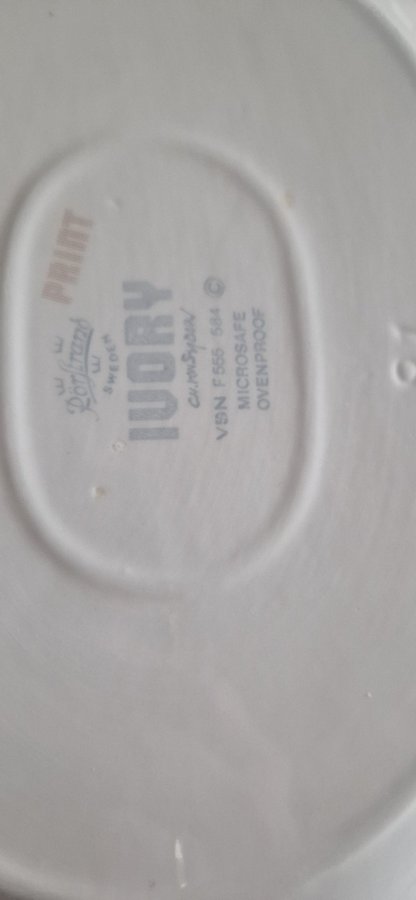 PRINT
Rörstrand
SWEDEN
IVORY
VSN F 555 584 ©
MICROSAFE
OVENPROOF